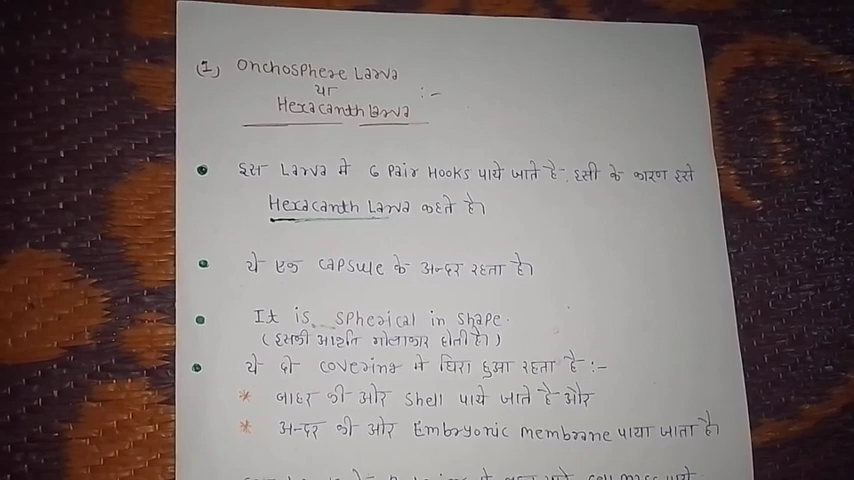 (1) Onchosphere Larva
या :-
Hexacanth Larva
इस Larva मे 6 Pair HOOKS पाये जाते है, इसी के कारण इसे
Hexacanth Larva कहते है।
ये एक capsule के अन्दर रहता है।
It is spherical in shape.
(इसकी आकृति गोलाकार होती है।)
ये दो covering मे घिरा हुआ रहता है :-
* बाहर की ओर shell पाये जाते है और
* अन्दर की ओर Embryonic membrane पाया जाता है।